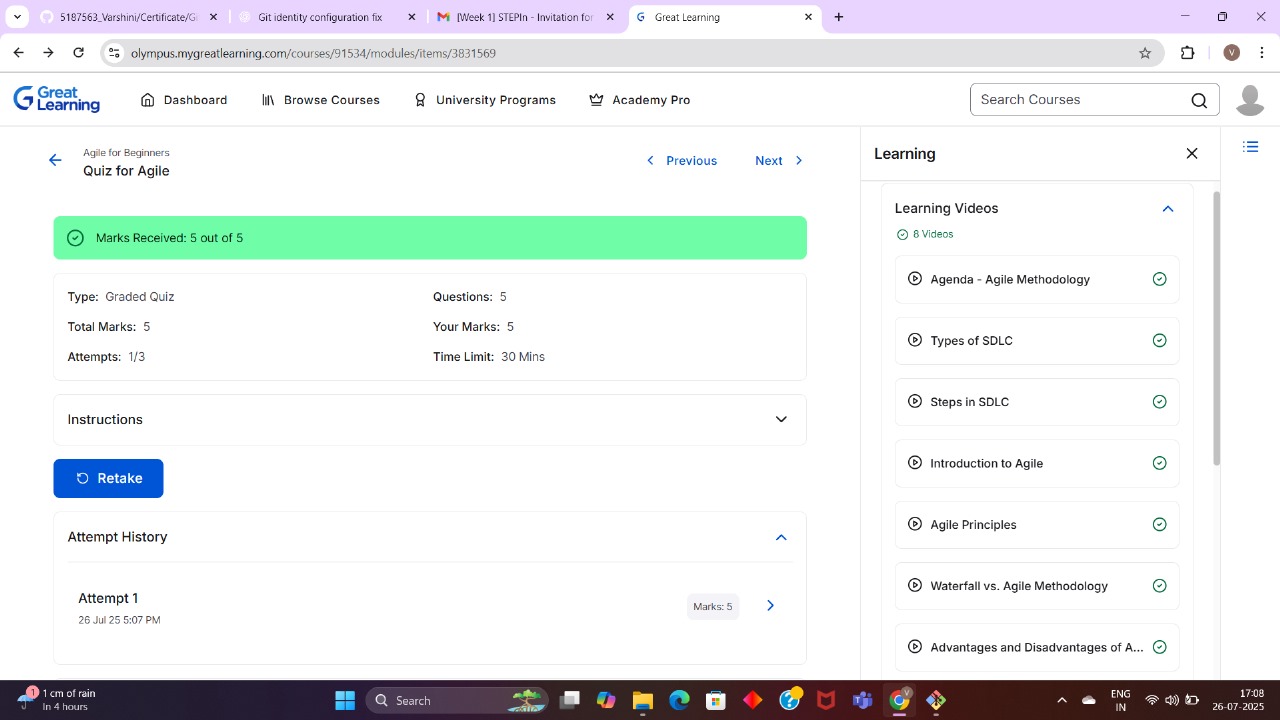 5187563_Varshini/Certificate/Gi
Git identity configuration fix
[Week 1] STEPIn - Invitation for
Great Learning
olympus.mygreatlearning.com/courses/91534/modules/items/3831569
V
Great
Learning
Dashboard
Browse Courses
University Programs
Academy Pro
Search Courses
Agile for Beginners
Quiz for Agile
Previous
Next
Marks Received: 5 out of 5
Type: Graded Quiz
Questions: 5
Total Marks: 5
Your Marks: 5
Attempts: 1/3
Time Limit: 30 Mins
Instructions
Retake
Attempt History
Attempt 1
26 Jul 25 5:07 PM
Marks: 5
Learning
Learning Videos
8 Videos
Agenda - Agile Methodology
Types of SDLC
Steps in SDLC
Introduction to Agile
Agile Principles
Waterfall vs. Agile Methodology
Advantages and Disadvantages of A...
1
1 cm of rain
In 4 hours
Search
ENG
IN
17:08
26-07-2025